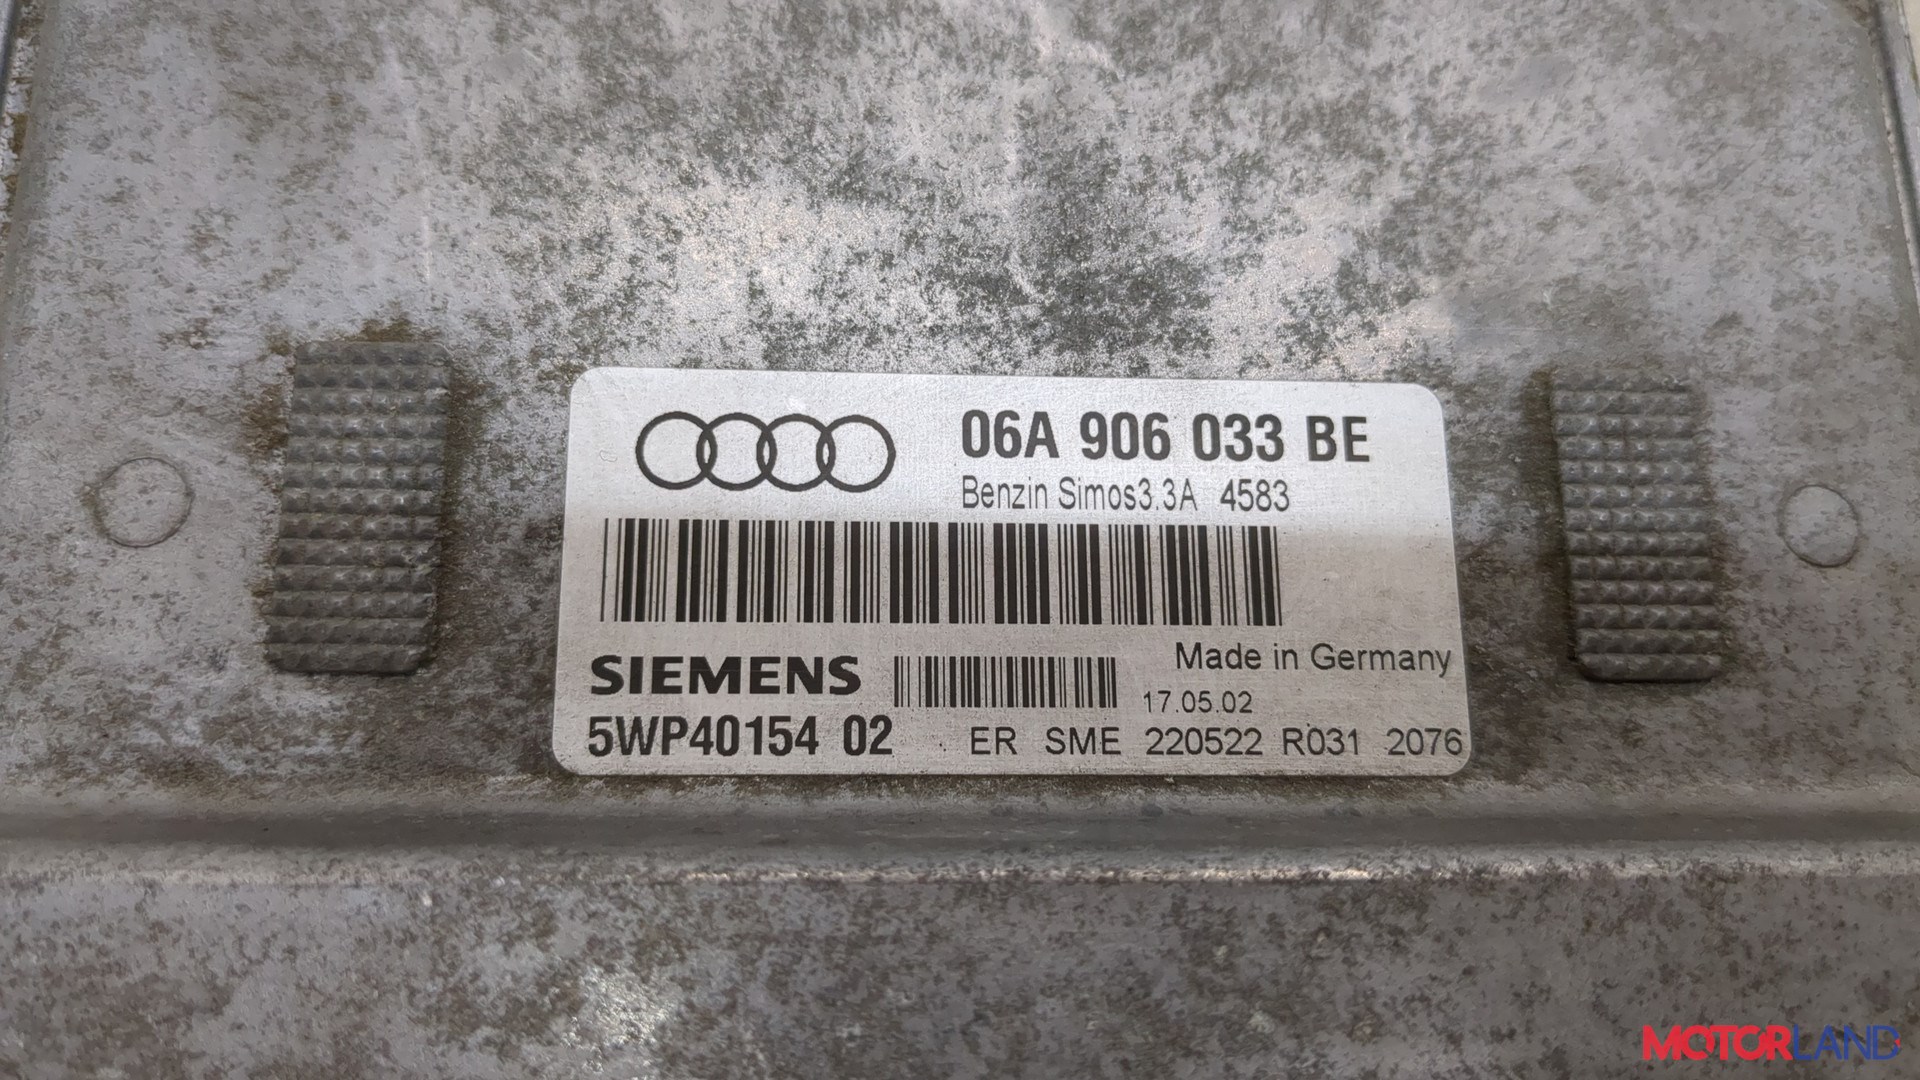 06A 906 033 BE
Benzin Simos3.3A 4583
Made in Germany
SIEMENS
17.05.02
5WP40154 02 ER SME 220522 R031 2076
MOTORLAND